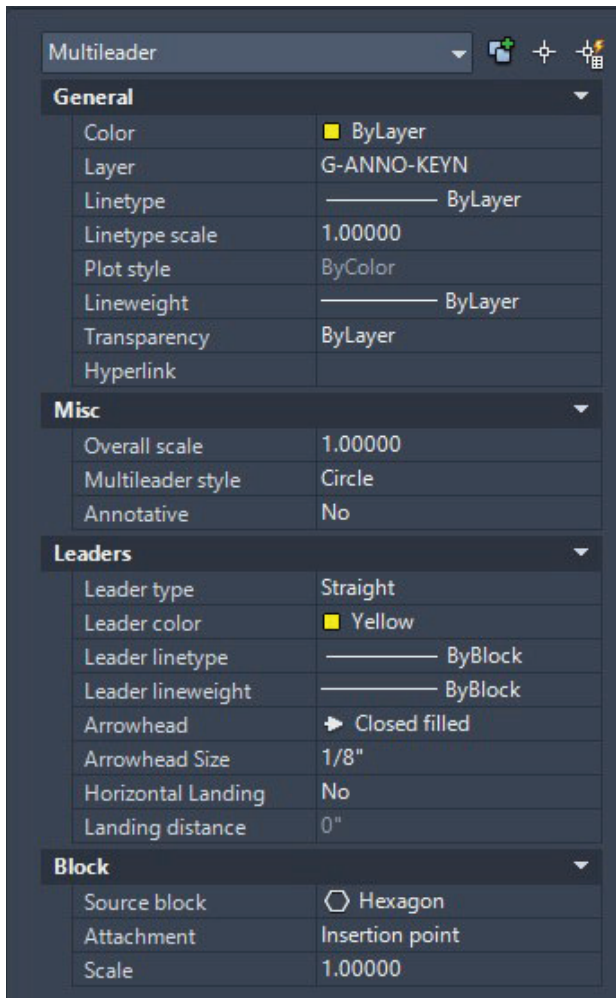 Multileader
General
Color ByLayer
Layer G-ANNO-KEYN
Linetype ByLayer
Linetype scale 1.00000
Plot style ByColor
Lineweight ByLayer
Transparency ByLayer
Hyperlink
Misc
Overall scale 1.00000
Multileader style Circle
Annotative No
Leaders
Leader type Straight
Leader color Yellow
Leader linetype ByBlock
Leader lineweight ByBlock
Arrowhead Closed filled
Arrowhead Size 1/8"
Horizontal Landing No
Landing distance 0"
Block
Source block Hexagon
Attachment Insertion point
Scale 1.00000